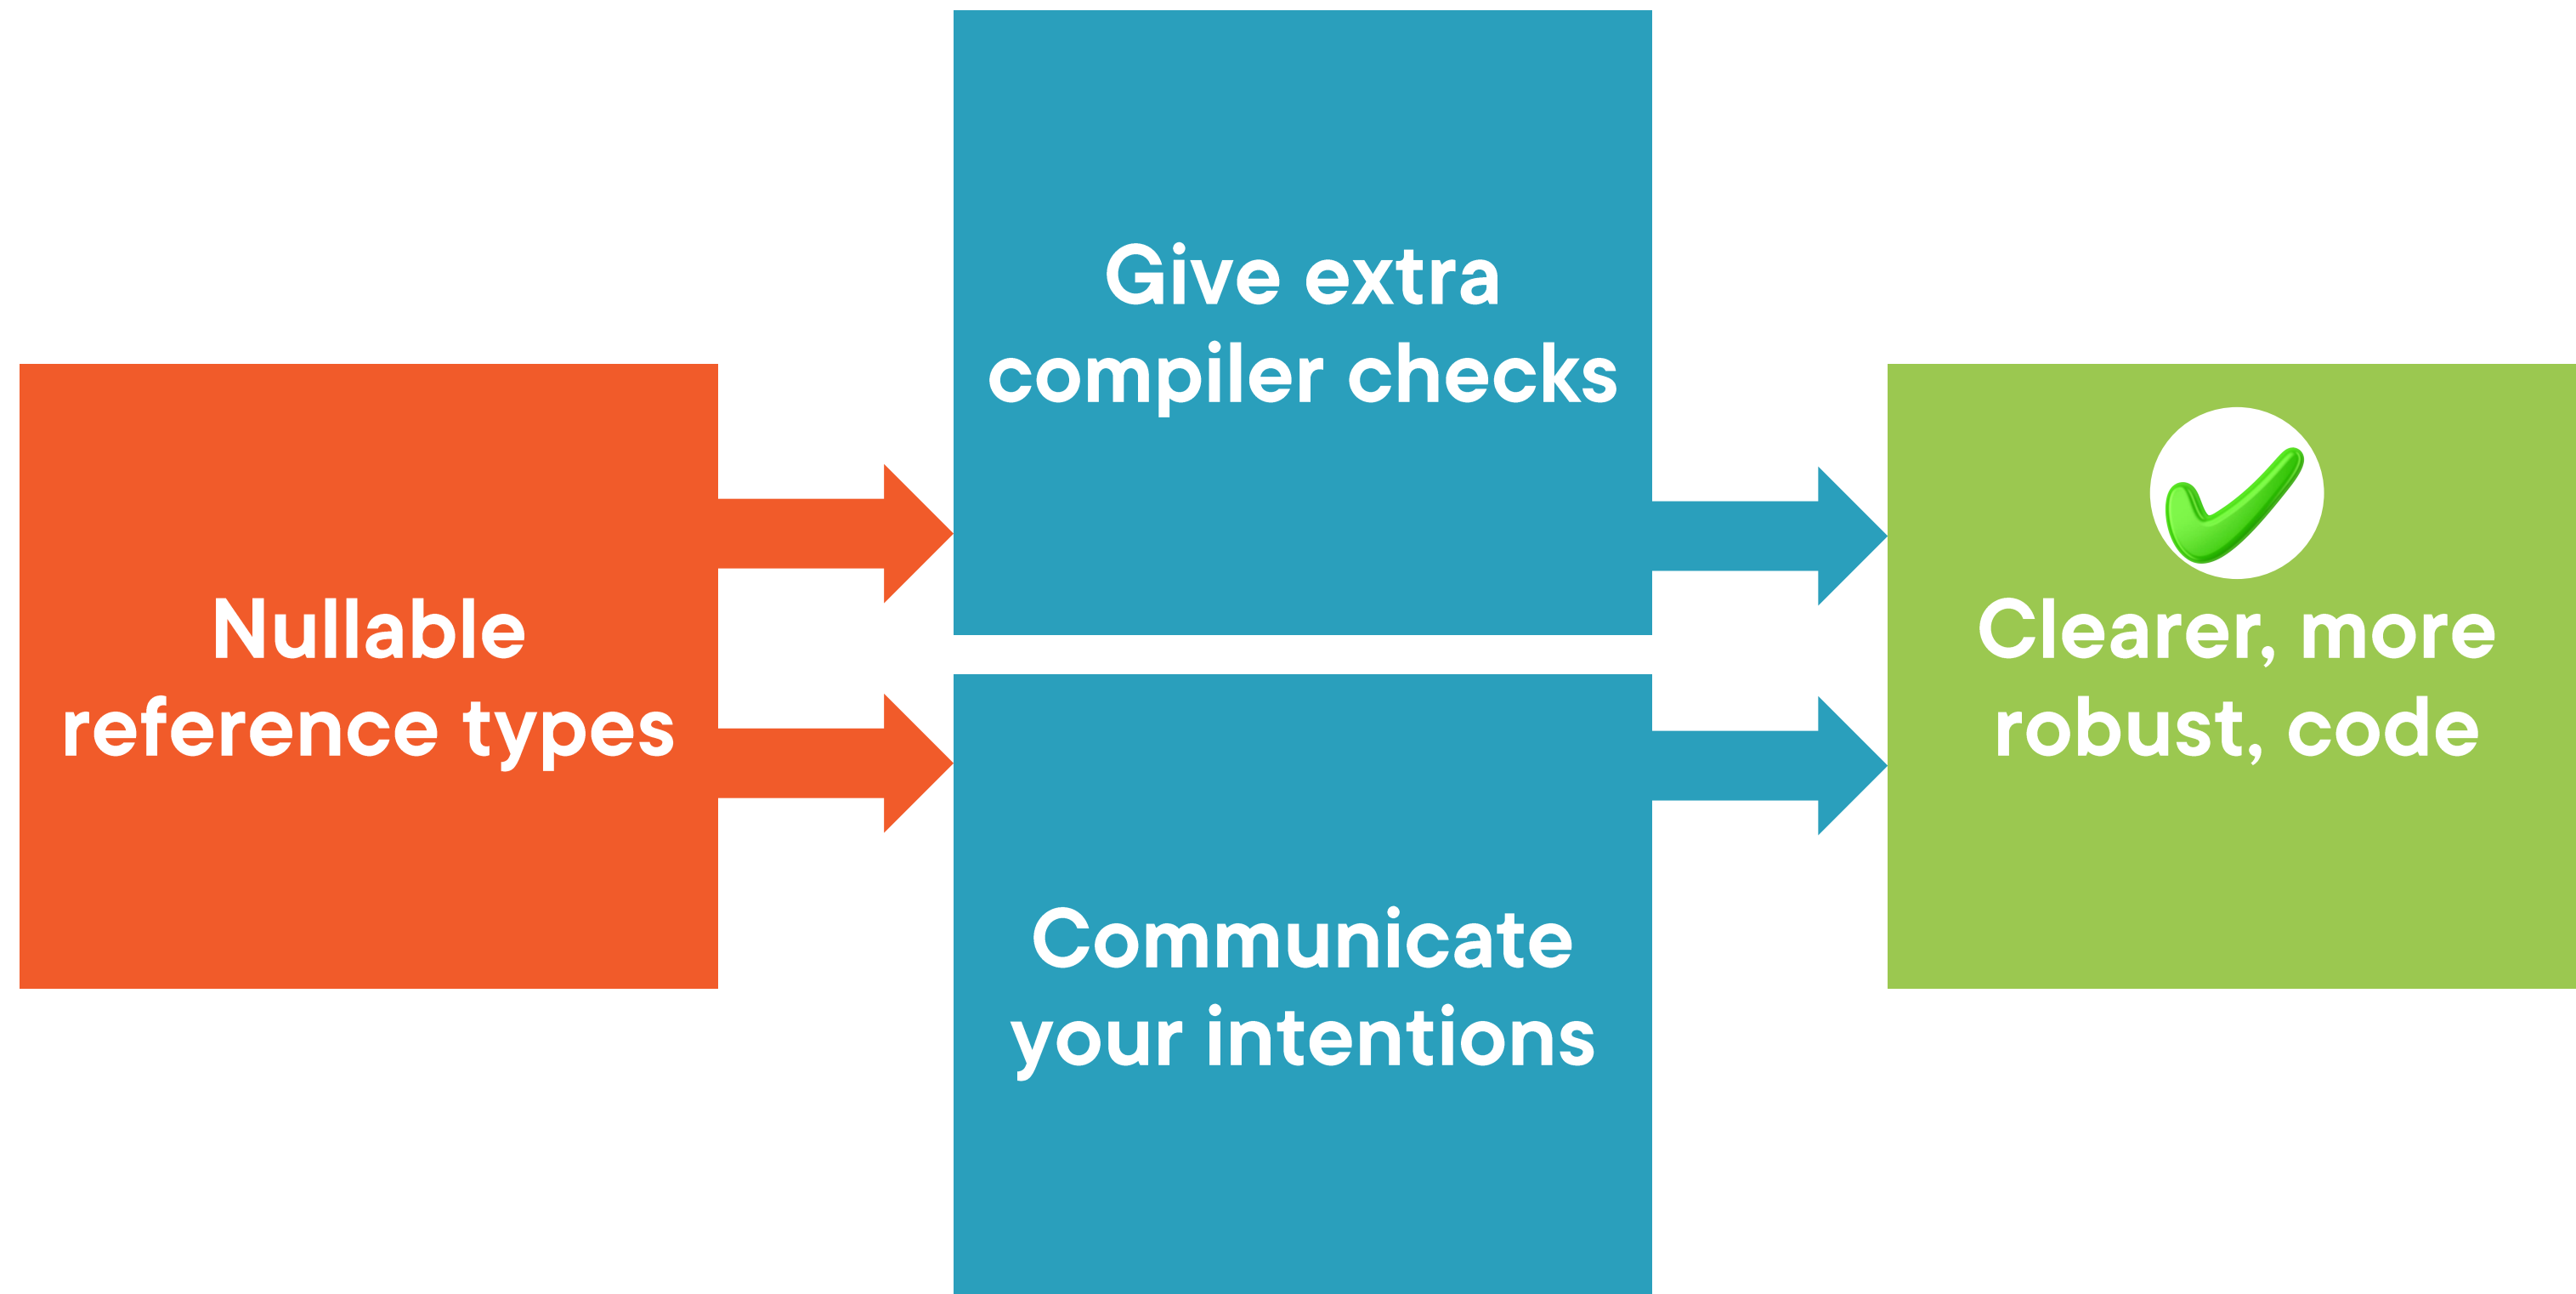 Nullable
reference types
Give extra
compiler checks
Communicate
your intentions
Clearer, more
robust, code